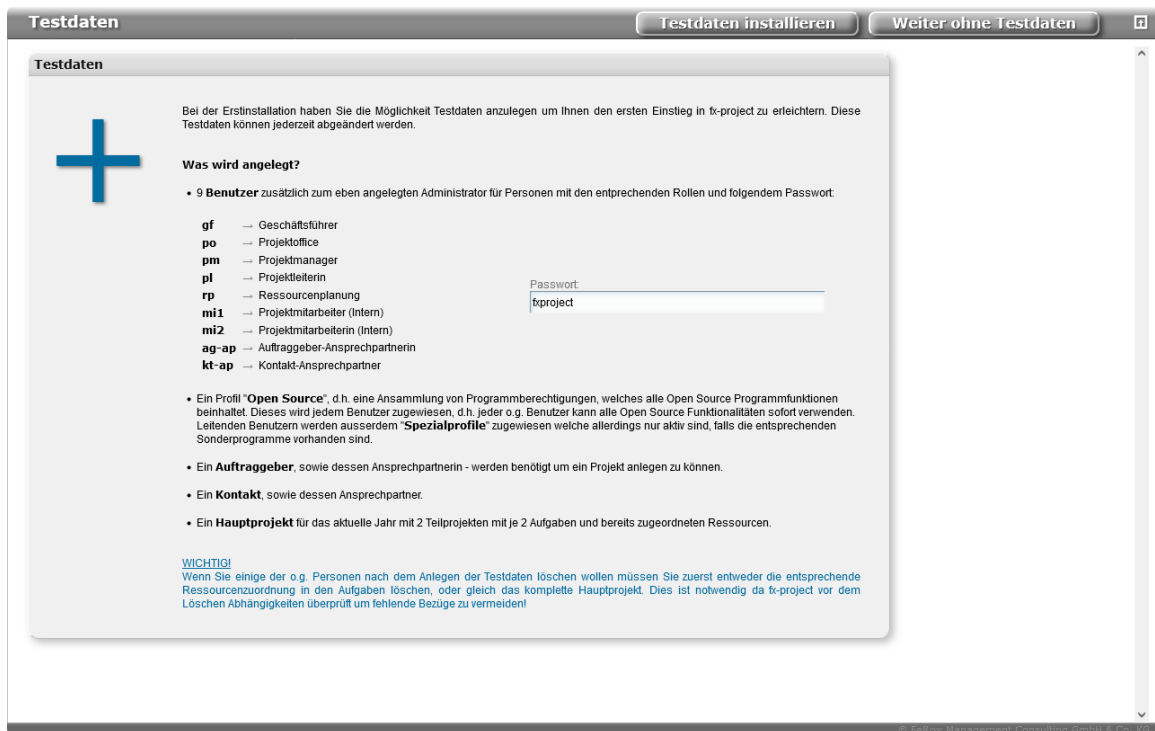 Testdaten
Testdaten installieren
Weiter ohne Testdaten
Testdaten
Bei der Erstinstallation haben Sie die Möglichkeit Testdaten anzulegen um Ihnen den ersten Einstieg in fx-project zu erleichtern. Diese
Testdaten können jederzeit abgeändert werden.
Was wird angelegt?
• 9 Benutzer zusätzlich zum eben angelegten Administrator für Personen mit den entprechenden Rollen und folgendem Passwort:
gf → Geschäftsführer
po → Projektoffice
pm → Projektmanager
pl → Projektleiterin
rp → Ressourcenplanung
mi1 → Projektmitarbeiter (Intern)
mi2 → Projektmitarbeiterin (Intern)
ag-ap → Auftraggeber-Ansprechpartnerin
kt-ap → Kontakt-Ansprechpartner
Passwort:
fxproject
• Ein Profil "Open Source", d.h. eine Ansammlung von Programmberechtigungen, welches alle Open Source Programmfunktionen
beinhaltet. Dieses wird jedem Benutzer zugewiesen, d.h. jeder o.g. Benutzer kann alle Open Source Funktionalitäten sofort verwenden.
Leitenden Benutzern werden ausserdem "Spezialprofile" zugewiesen welche allerdings nur aktiv sind, falls die entsprechenden
Sonderprogramme vorhanden sind.
• Ein Auftraggeber, sowie dessen Ansprechpartnerin - werden benötigt um ein Projekt anlegen zu können.
• Ein Kontakt, sowie dessen Ansprechpartner.
• Ein Hauptprojekt für das aktuelle Jahr mit 2 Teilprojekten mit je 2 Aufgaben und bereits zugeordneten Ressourcen.
WICHTIG!
Wenn Sie einige der o.g. Personen nach dem Anlegen der Testdaten löschen wollen müssen Sie zuerst entweder die entsprechende
Ressourcenzuordnung in den Aufgaben löschen, oder gleich das komplette Hauptprojekt. Dies ist notwendig da fx-project vor dem
Löschen Abhängigkeiten überprüft um fehlende Bezüge zu vermeiden!
Management Consulting GmbH & Co. KG